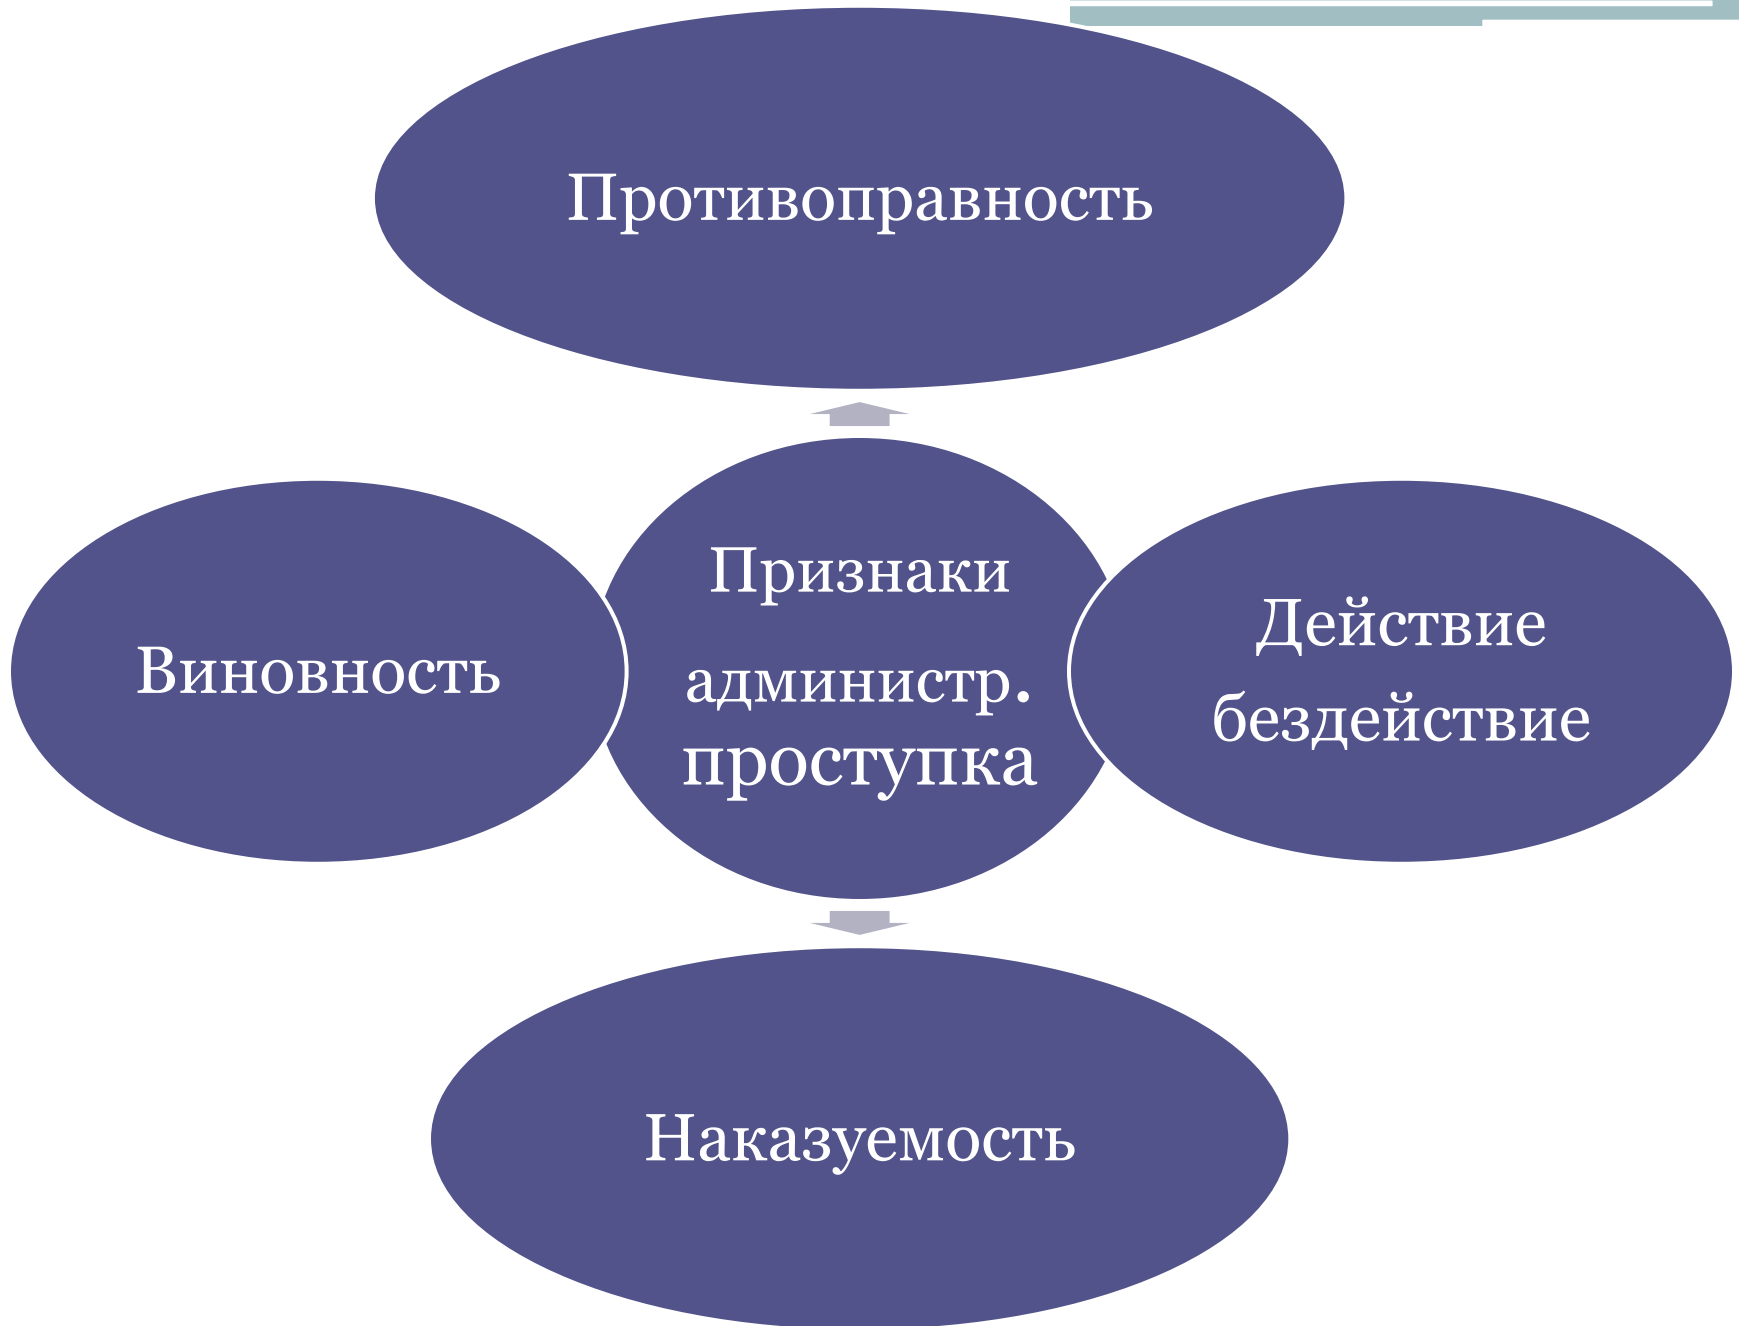 Противоправность
Признаки
администр.
проступка
Виновность
Действие
бездействие
Наказуемость